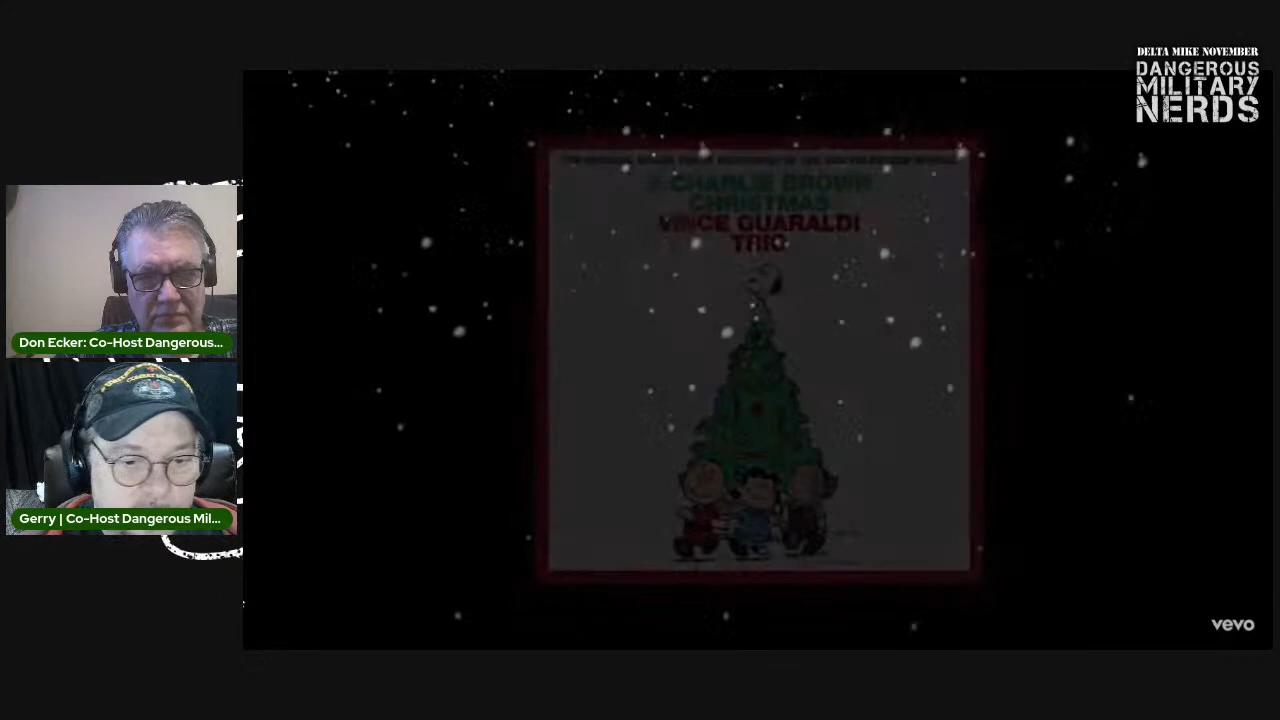 DELTA MIKE NOVEMBER
DANGEROUS
MILITARY
NERDS
CHARLIE BROWN
CHRISTMAS
VINCE GUARALDI
TRIO
Don Ecker: Co-Host Dangerous...
Gerry | Co-Host Dangerous Mil...
vevo